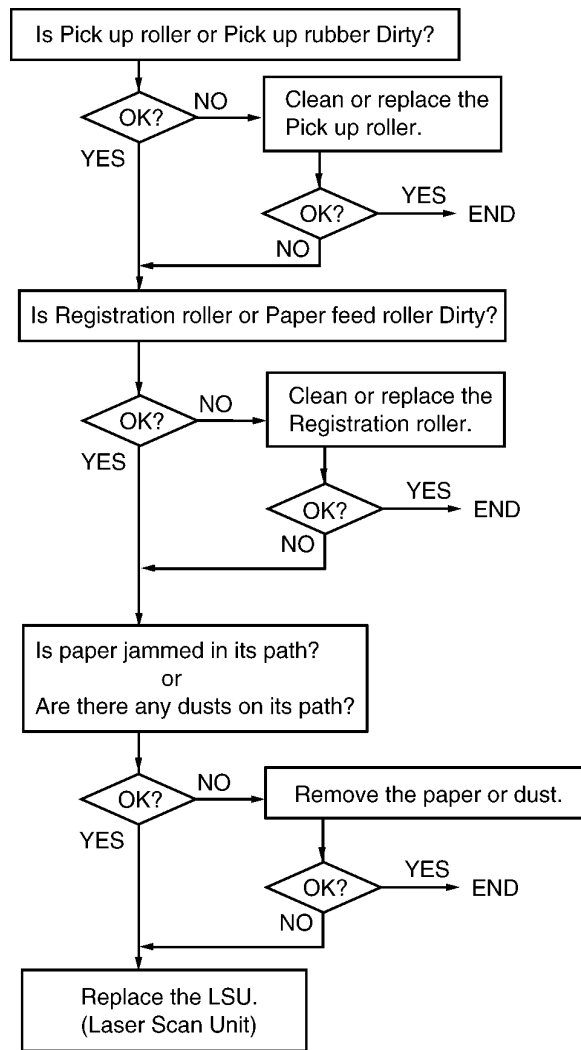 Is Pick up roller or Pick up rubber Dirty?
OK?
NO
YES
Clean or replace the
Pick up roller.
OK?
YES
END
NO
Is Registration roller or Paper feed roller Dirty?
OK?
NO
YES
Clean or replace the
Registration roller.
OK?
YES
END
NO
Is paper jammed in its path?
or
Are there any dusts on its path?
OK?
NO
YES
Remove the paper or dust.
OK?
YES
END
NO
Replace the LSU.
(Laser Scan Unit)